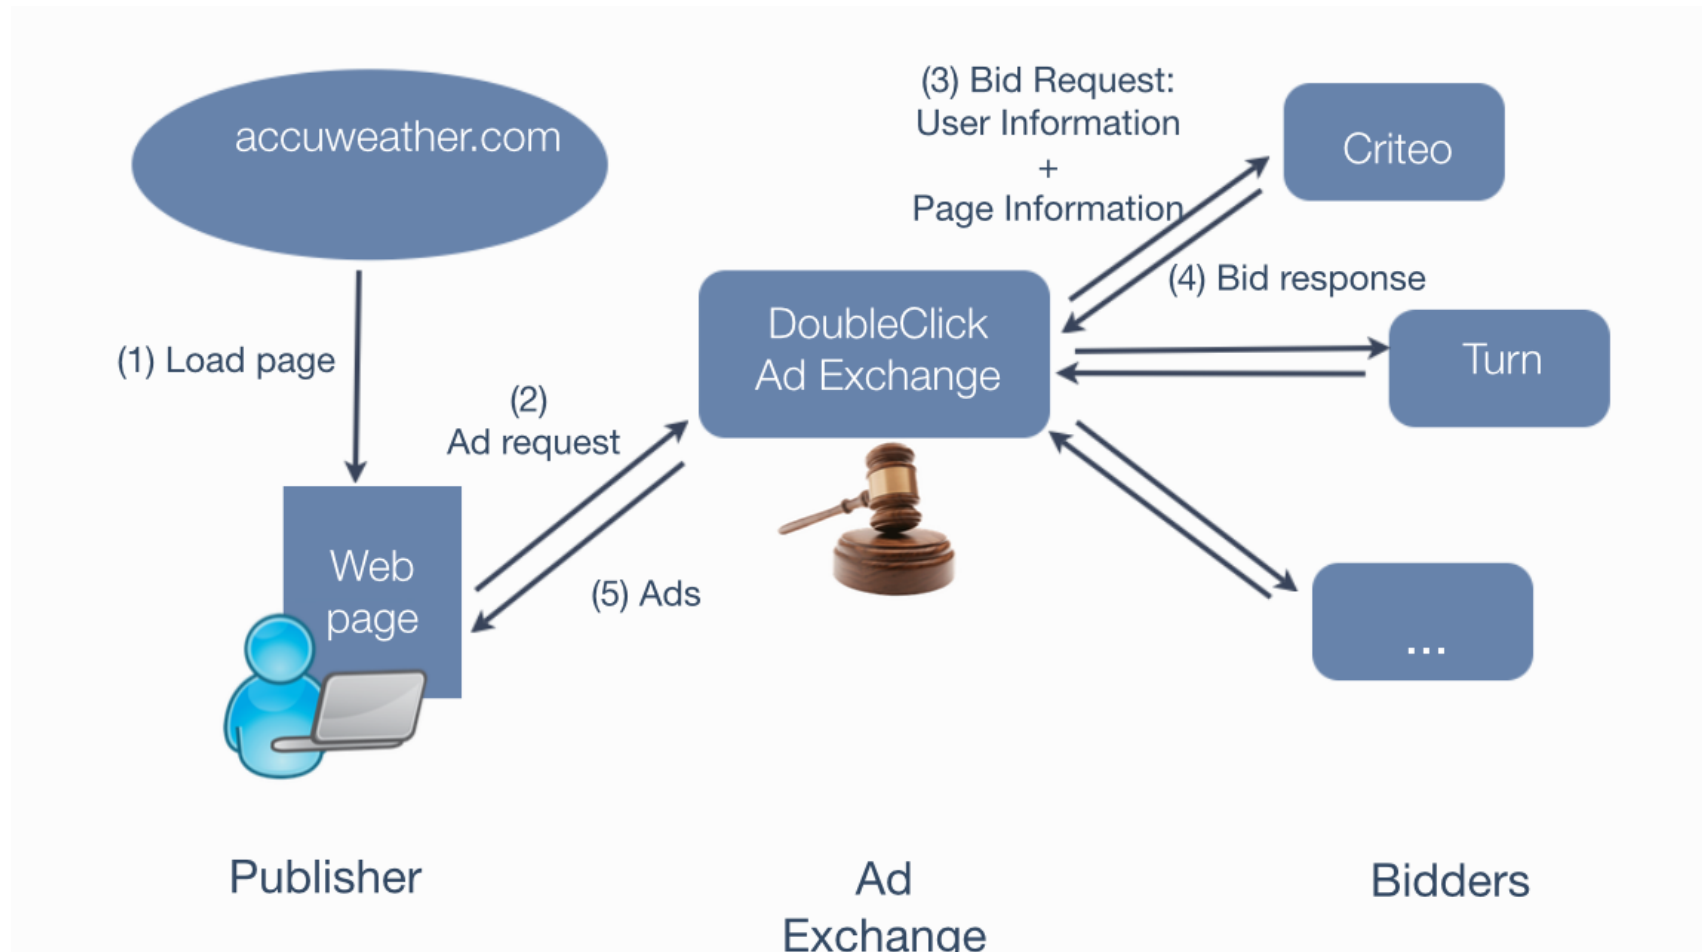 accuweather.com
(1) Load page
Web
page
(2)
Ad request
(5) Ads
DoubleClick
Ad Exchange
(3) Bid Request:
User Information
+
Page Information
(4) Bid response
Criteo
Turn
...
Publisher
Ad
Exchange
Bidders